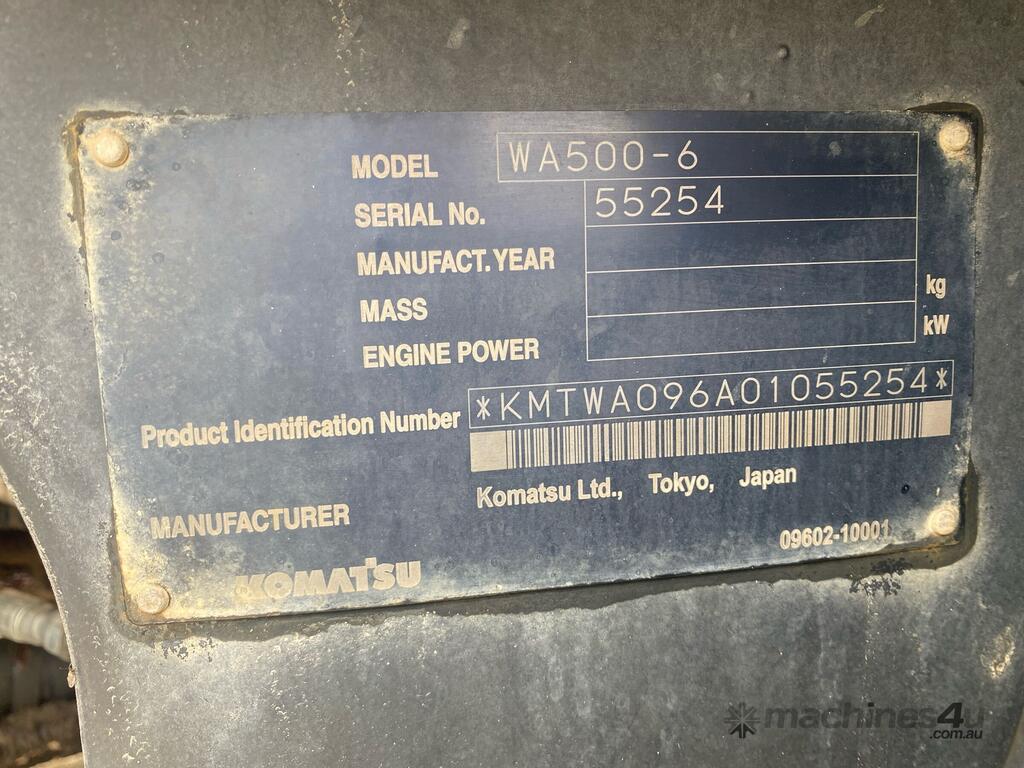 MODEL WA500-6
SERIAL No. 55254
MANUFACT. YEAR
MASS kg
ENGINE POWER kW
Product Identification Number *KMTWA096A01055254*
MANUFACTURER Komatsu Ltd., Tokyo, Japan
09602-10001
KOMATSU
machines4u
.com.au